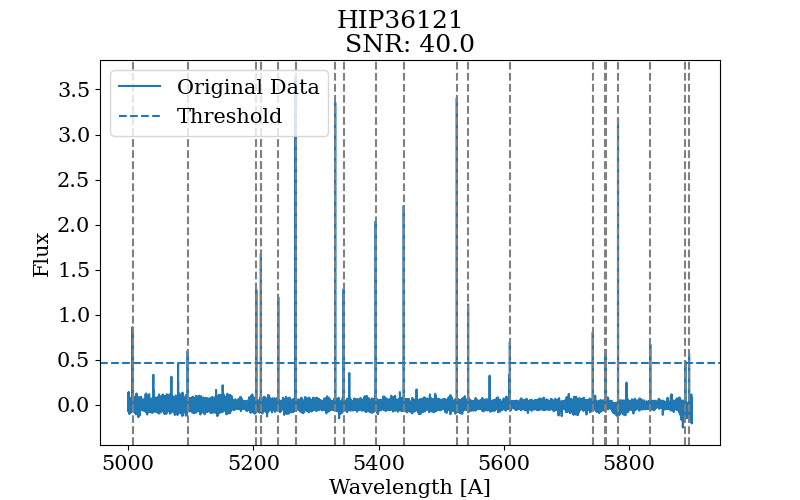 HIP36121
SNR: 40.0
Original Data
Threshold
Flux
3.5
3.0
2.5
2.0
1.5
1.0
0.5
0.0
5000 5200 5400 5600 5800
Wavelength [A]